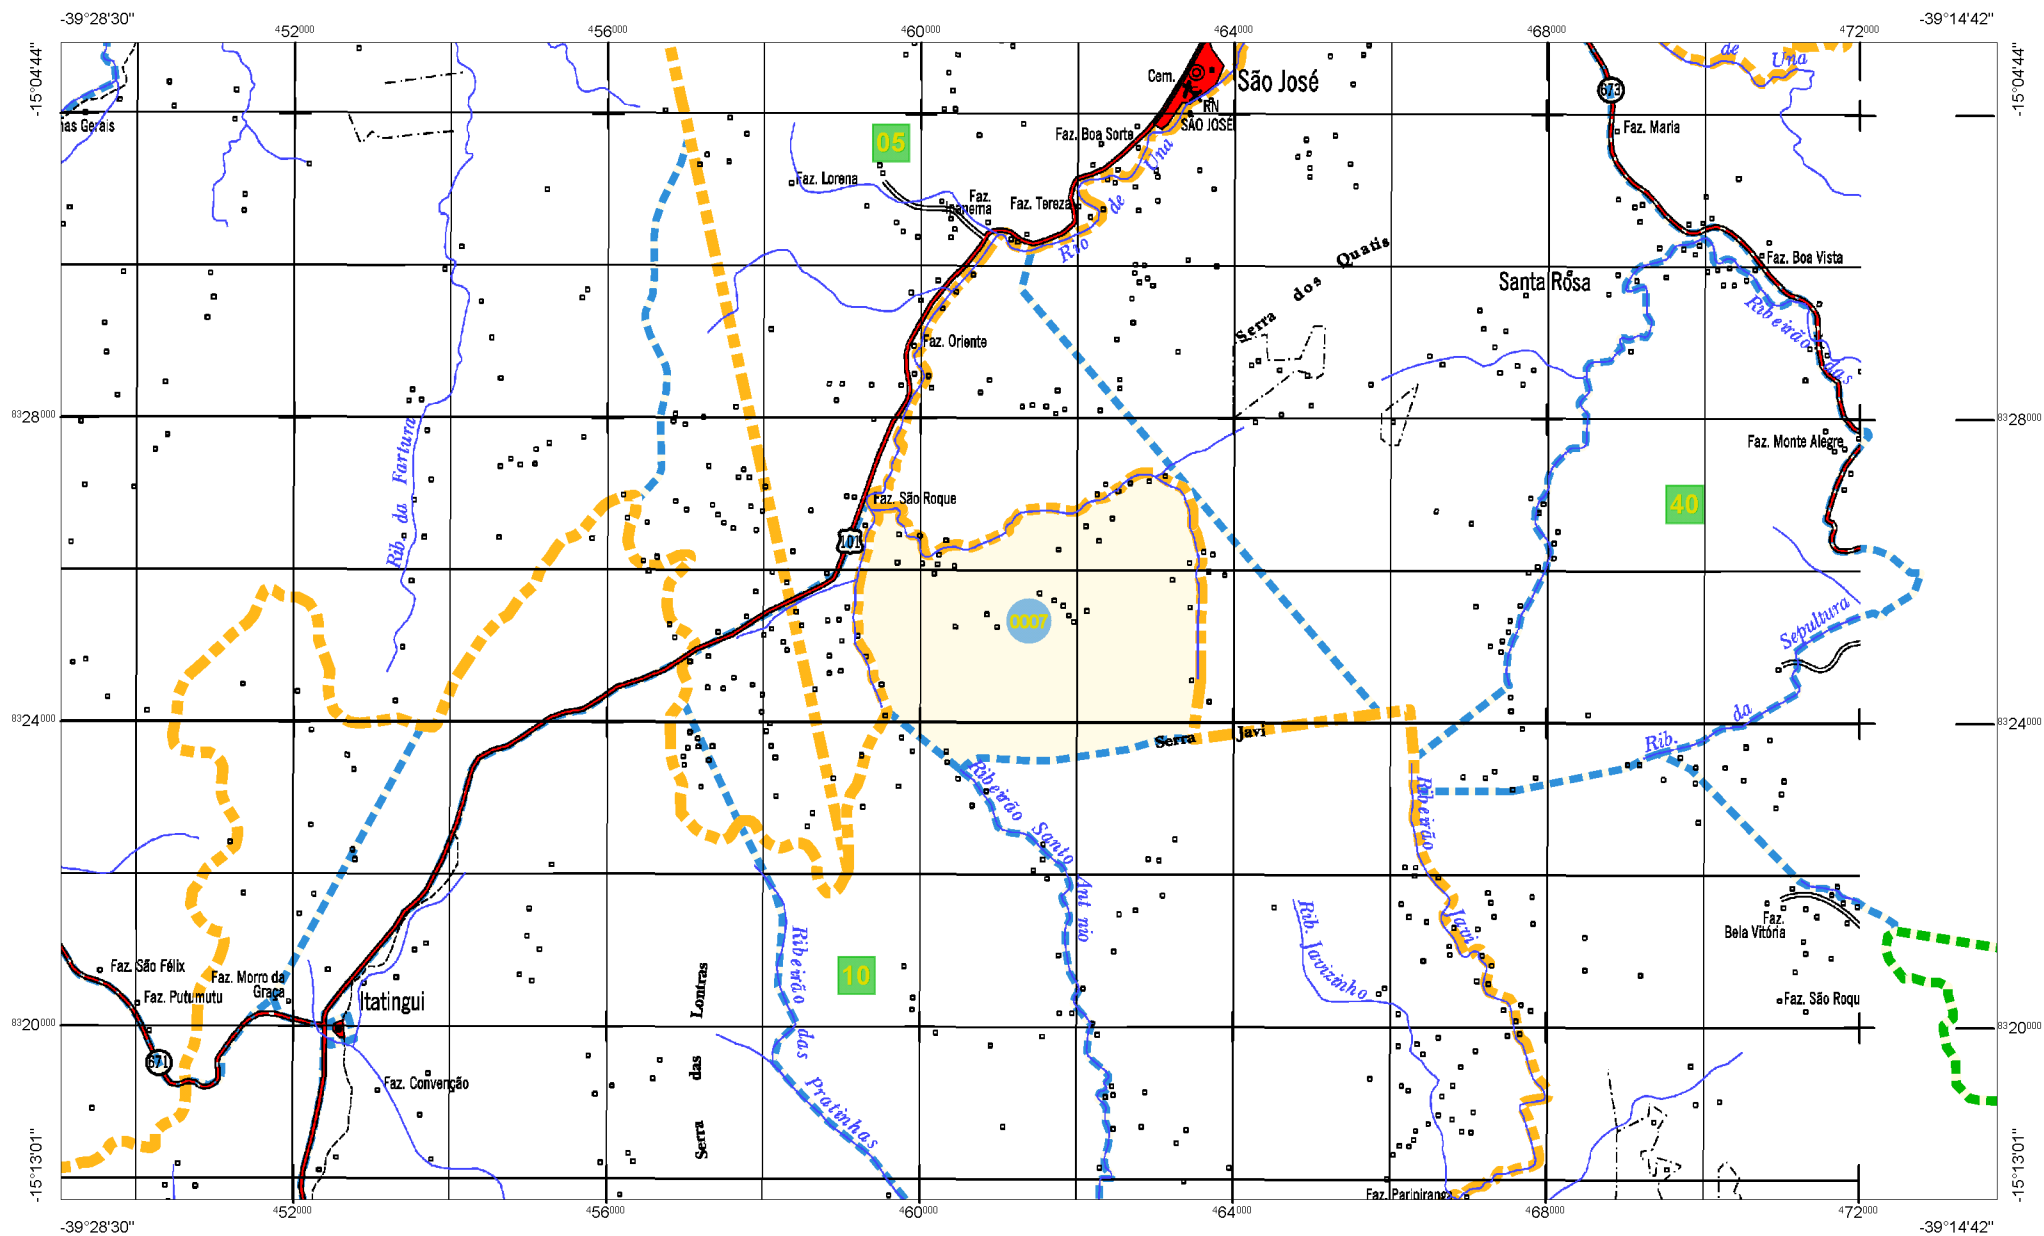 -39°28'30"
452000
456000
460000
464000
468000
472000
-39°14'42"
-15°04'44"
-15°04'44"
de
Una
Cem.
São José
673
RN
SÃO JOSÉ
nas Gerais
Faz. Boa Sorte
Faz. Maria
05
Una
Faz. Lorena
Faz.
Ipanema
Faz. Tereza
de
Rio
Serra dos Quatis
Santa Rosa
Faz. Boa Vista
Ribeirão das
Faz. Oriente
8328000
8328000
Rib. da Fartura
Faz. Monte Alegre
Faz. São Roque
40
101
0007
Sepultura
8324000
8324000
Serra Javi
da
Rib.
Ribeirão
Santo
Ribeirão
Javi
Rib. Javizinho
Faz.
Bela Vitória
Ribeirão
das
Pratinhas
Faz. São Félix
Faz. Morro da
Graça
Faz. Putumutu
Itatingui
10
Serra das Lontras
Faz. São Roqu
8320000
8320000
671
Faz. Convenção
Faz. Paripiranga
-15°13'01"
-15°13'01"
-39°28'30"
452000
456000
460000
464000
468000
472000
-39°14'42"